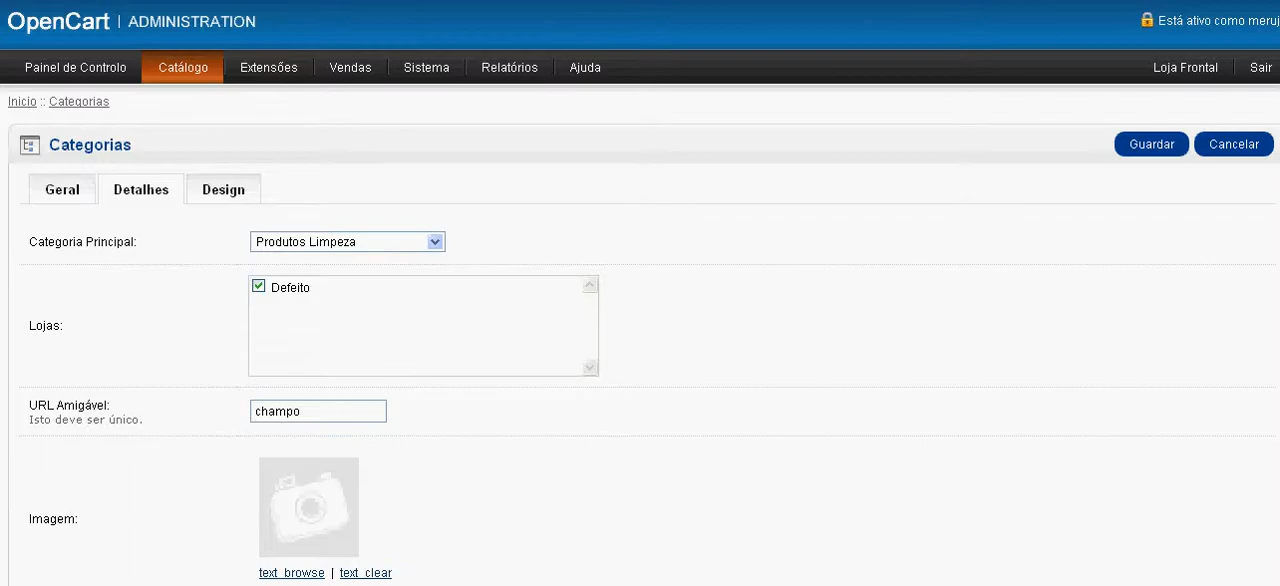 OpenCart | ADMINISTRATION
Está ativo como meruj
Painel de Controlo Catálogo Extensões Vendas Sistema Relatórios Ajuda Loja Frontal Sair
Inicio :: Categorias
Categorias Guardar Cancelar
Geral Detalhes Design
Categoria Principal: Produtos Limpeza
Defeito
Lojas:
URL Amigável:
Isto deve ser único.
champo
Imagem:
text_browse | text_clear